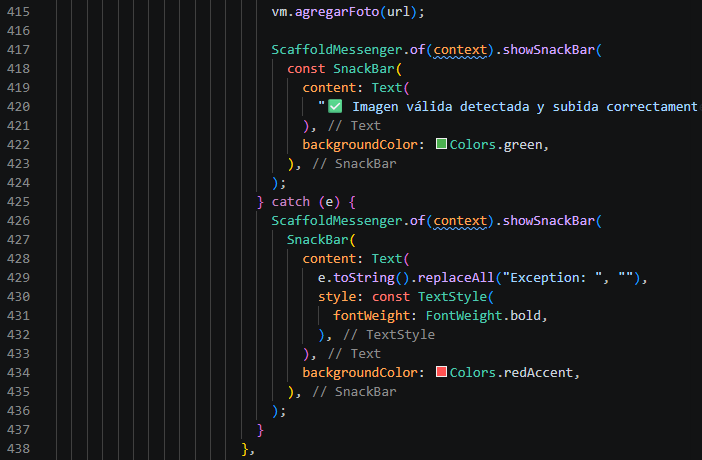 415 vm.agregarFoto(url);
416
417 ScaffoldMessenger.of(context).showSnackBar(
418 const SnackBar(
419 content: Text(
420 "✅ Imagen válida detectada y subida correctament
421 ), // Text
422 backgroundColor: Colors.green,
423 ), // SnackBar
424 );
425 } catch (e) {
426 ScaffoldMessenger.of(context).showSnackBar(
427 SnackBar(
428 content: Text(
429 e.toString().replaceAll("Exception: ", ""),
430 style: const TextStyle(
431 fontWeight: FontWeight.bold,
432 ), // TextStyle
433 ), // Text
434 backgroundColor: Colors.redAccent,
435 ), // SnackBar
436 );
437 }
438 },